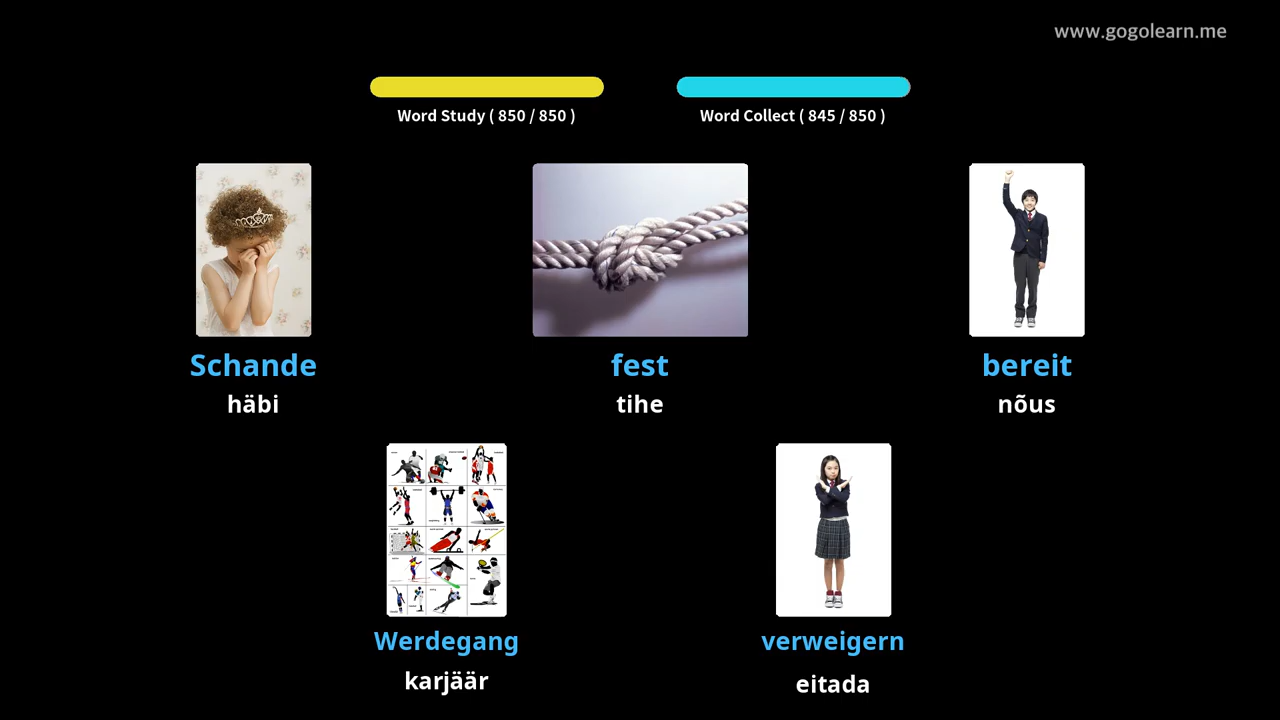 www.gogolearn.me
Word Study ( 850 / 850 )
Word Collect ( 845 / 850 )
Schande
häbi
fest
tihe
bereit
nõus
Werdegang
karjäär
verweigern
eitada